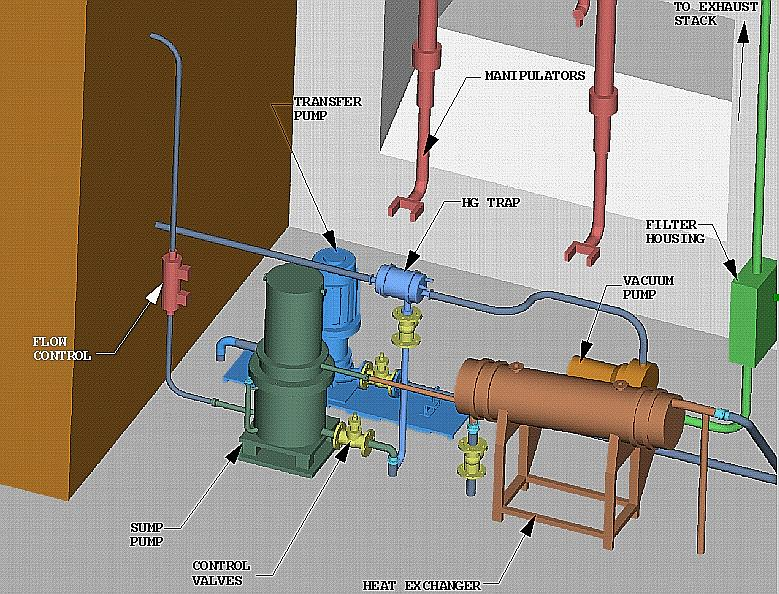 TO EXHAUST
STACK
MANIPULATORS
TRANSFER
PUMP
HG TRAP
FILTER
HOUSING
VACUUM
PUMP
FLOW
CONTROL
SUMP
PUMP
CONTROL
VALVES
HEAT EXCHANGER